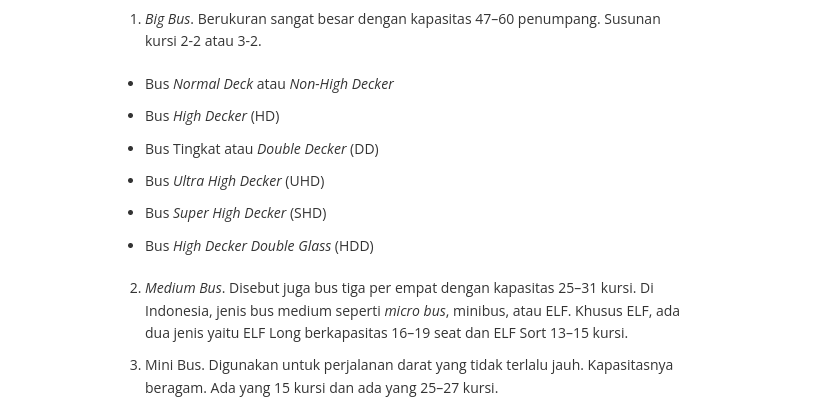 1. Big Bus. Berukuran sangat besar dengan kapasitas 47–60 penumpang. Susunan
kursi 2-2 atau 3-2.
• Bus Normal Deck atau Non-High Decker
• Bus High Decker (HD)
• Bus Tingkat atau Double Decker (DD)
• Bus Ultra High Decker (UHD)
• Bus Super High Decker (SHD)
• Bus High Decker Double Glass (HDD)
2. Medium Bus. Disebut juga bus tiga per empat dengan kapasitas 25–31 kursi. Di
Indonesia, jenis bus medium seperti micro bus, minibus, atau ELF. Khusus ELF, ada
dua jenis yaitu ELF Long berkapasitas 16–19 seat dan ELF Sort 13–15 kursi.
3. Mini Bus. Digunakan untuk perjalanan darat yang tidak terlalu jauh. Kapasitasnya
beragam. Ada yang 15 kursi dan ada yang 25–27 kursi.